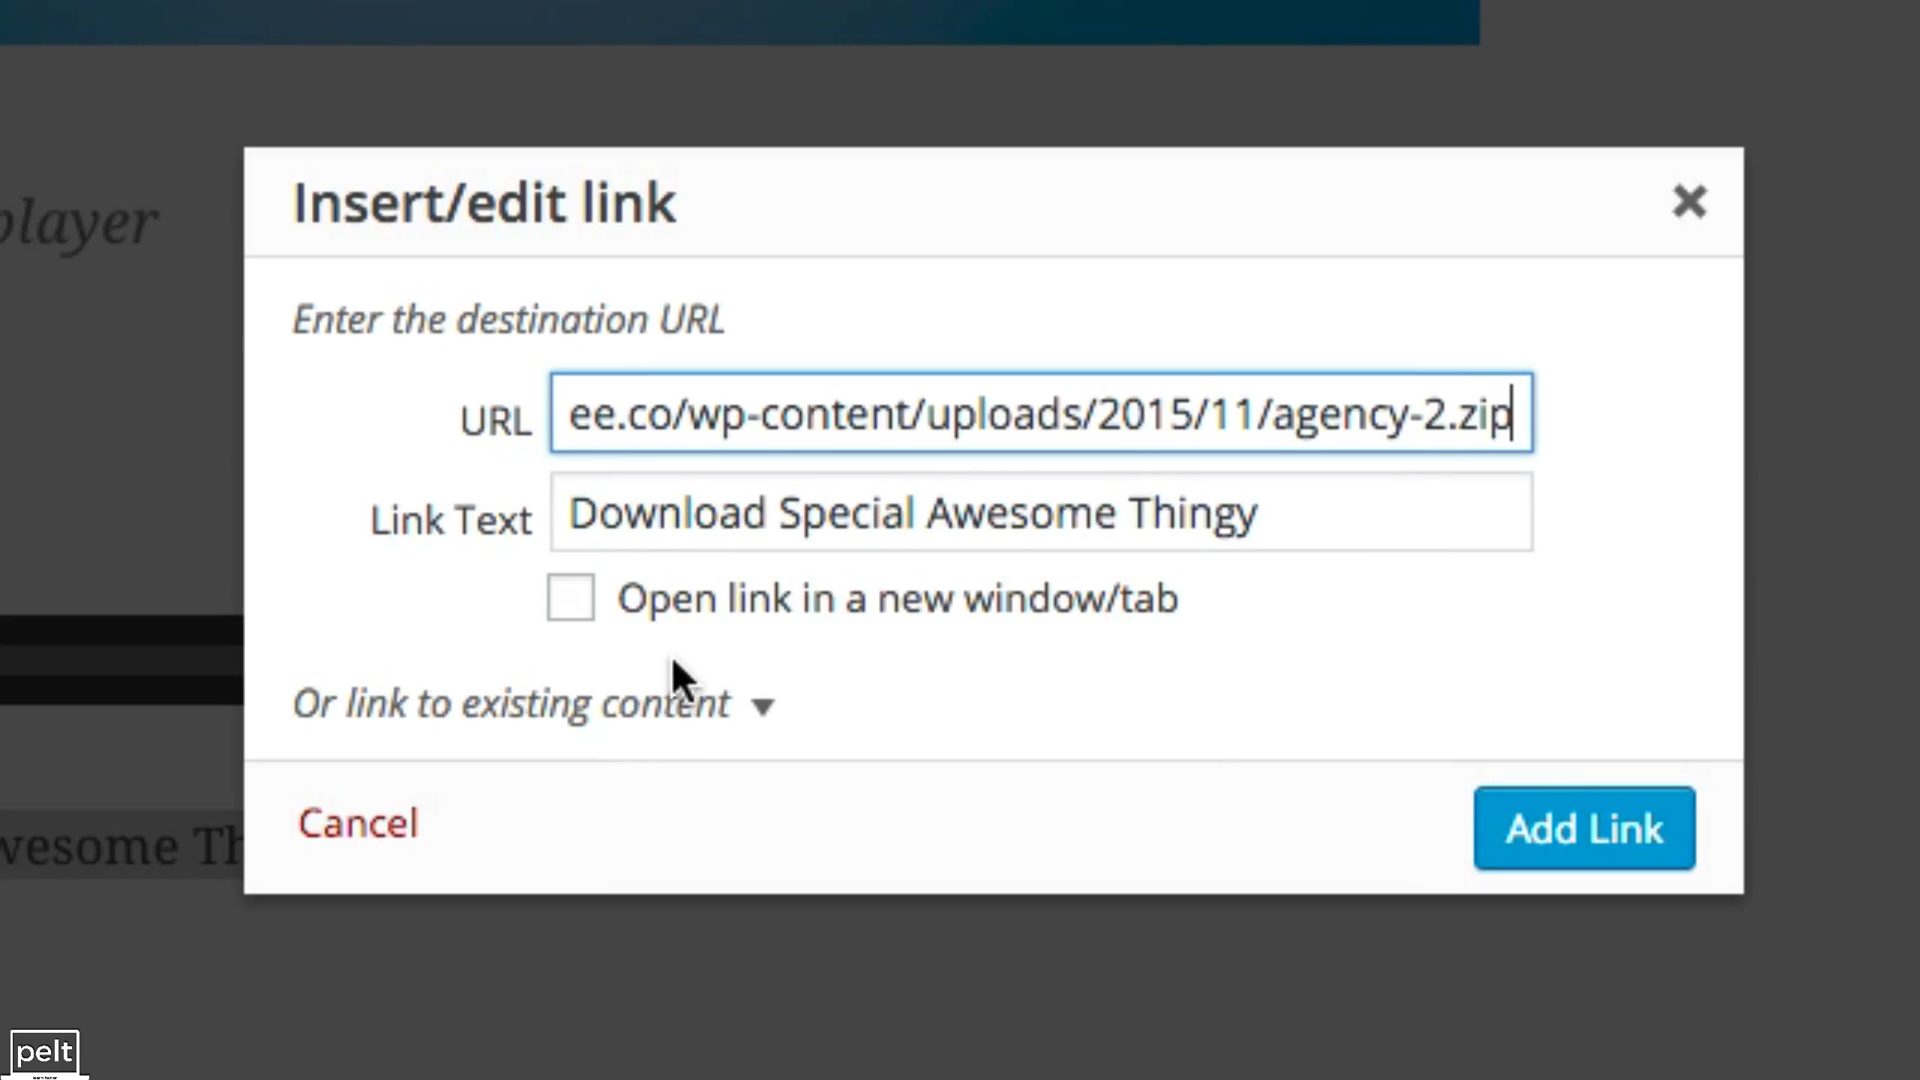 player
Insert/edit link
Enter the destination URL
URL ee.co/wp-content/uploads/2015/11/agency-2.zip
Link Text Download Special Awesome Thingy
Open link in a new window/tab
Or link to existing content
wesome Th
Cancel
Add Link
pelt